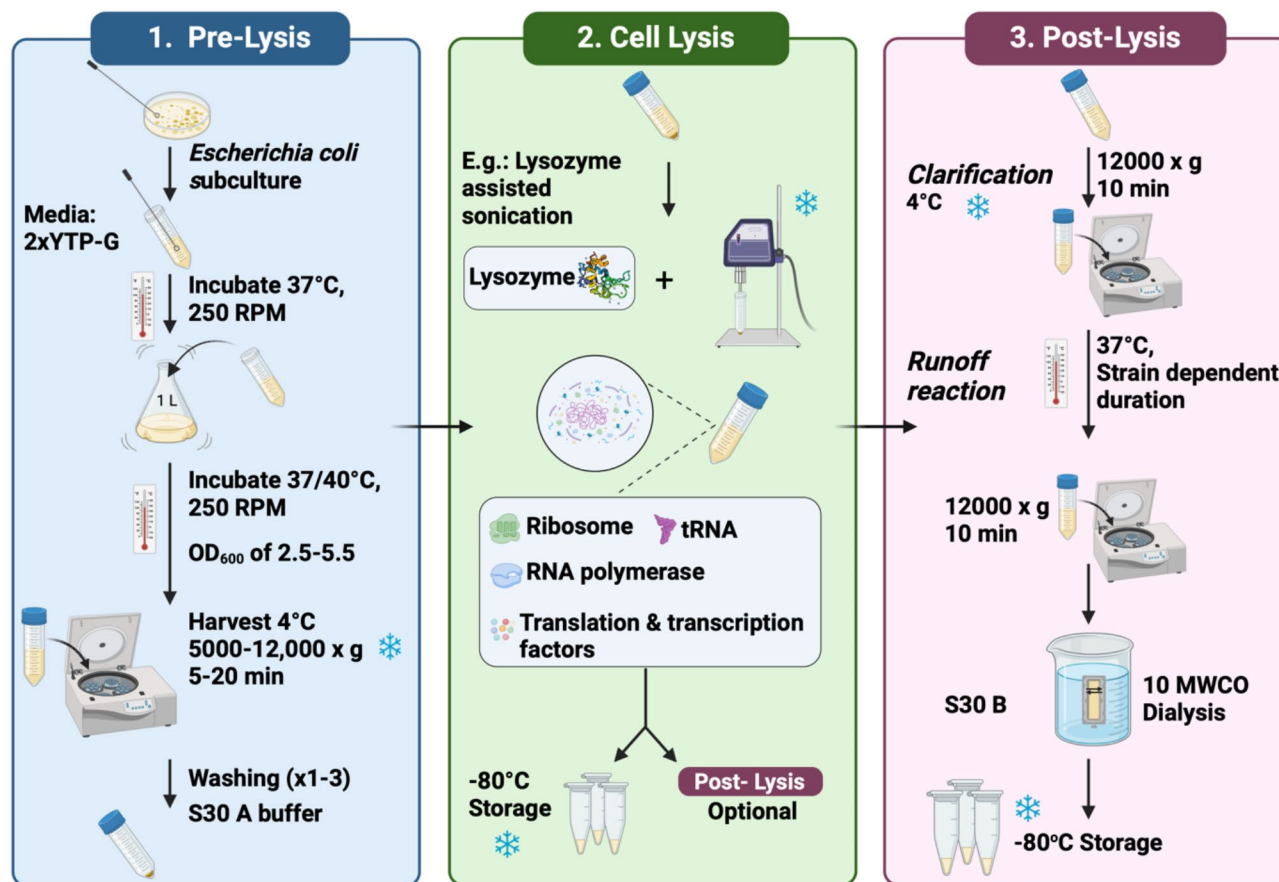 1. Pre-Lysis
Escherichia coli
subculture
Media:
2xYTP-G
Incubate 37°C,
250 RPM
1 L
Incubate 37/40°C,
250 RPM
OD₆₀₀ of 2.5-5.5
Harvest 4°C
5000-12,000 x g
5-20 min
Washing (x1-3)
S30 A buffer
2. Cell Lysis
E.g.: Lysozyme
assisted
sonication
Lysozyme
+
Ribosome
tRNA
RNA polymerase
Translation & transcription
factors
-80°C
Storage
Post- Lysis
Optional
3. Post-Lysis
12000 x g
10 min
Clarification
4°C
Runoff
reaction
37°C,
Strain dependent
duration
12000 x g
10 min
S30 B
10 MWCO
Dialysis
-80°C Storage